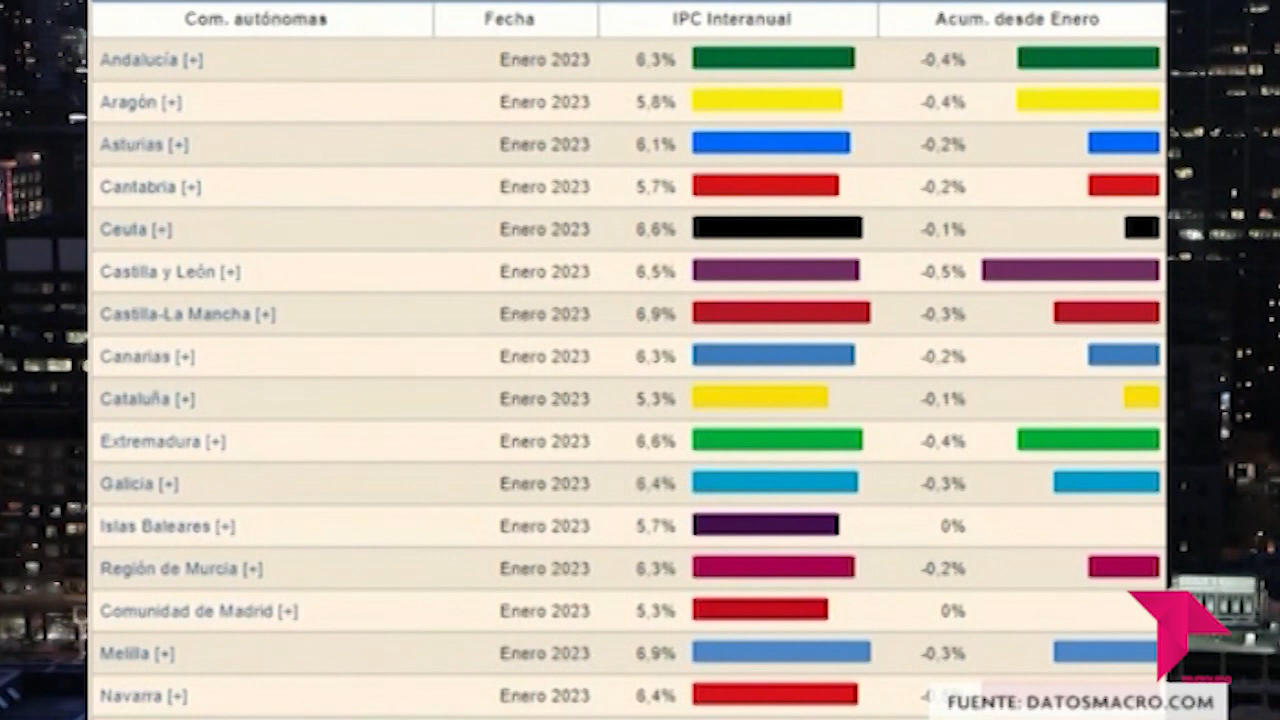 Com. autónomas Fecha IPC Interanual Acum. desde Enero
Andalucía [+] Enero 2023 6,3% -0,4%
Aragón [+] Enero 2023 5,8% -0,4%
Asturias [+] Enero 2023 6,1% -0,2%
Cantabria [+] Enero 2023 5,7% -0,2%
Ceuta [+] Enero 2023 6,6% -0,1%
Castilla y León [+] Enero 2023 6,5% -0,5%
Castilla-La Mancha [+] Enero 2023 6,9% -0,3%
Canarias [+] Enero 2023 6,3% -0,2%
Cataluña [+] Enero 2023 5,3% -0,1%
Extremadura [+] Enero 2023 6,6% -0,4%
Galicia [+] Enero 2023 6,4% -0,3%
Islas Baleares [+] Enero 2023 5,7% 0%
Región de Murcia [+] Enero 2023 6,3% -0,2%
Comunidad de Madrid [+] Enero 2023 5,3% 0%
Melilla [+] Enero 2023 6,9% -0,3%
Navarra [+] Enero 2023 6,4%
FUENTE: DATOSMACRO.COM